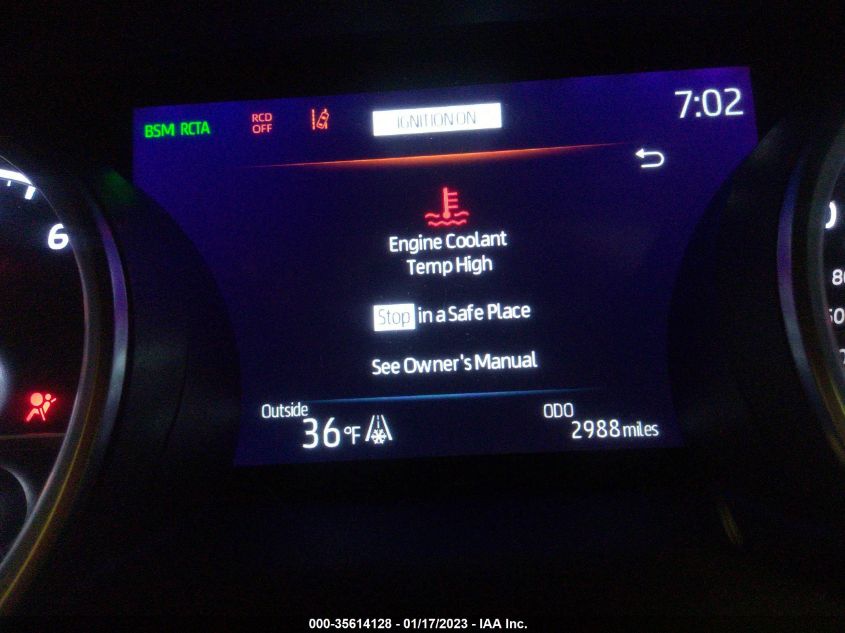 BSM RCTA
RCD
OFF
IGNITION ON
7:02
6
Engine Coolant
Temp High
Stop in a Safe Place
See Owner's Manual
Outside
36°F
ODO
2988 miles
000-35614128 - 01/17/2023 - IAA Inc.